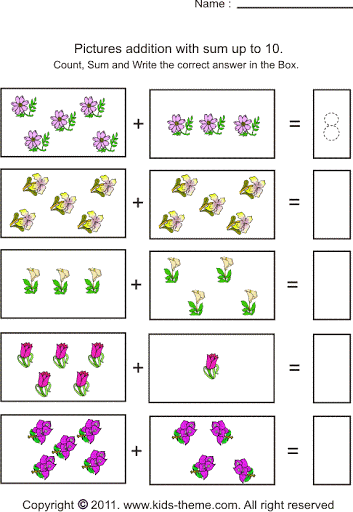 Name :
Pictures addition with sum up to 10.
Count, Sum and Write the correct answer in the Box.
+ = 8
+ =
+ =
+ =
+ =
Copyright © 2011. www.kids-theme.com. All right reserved